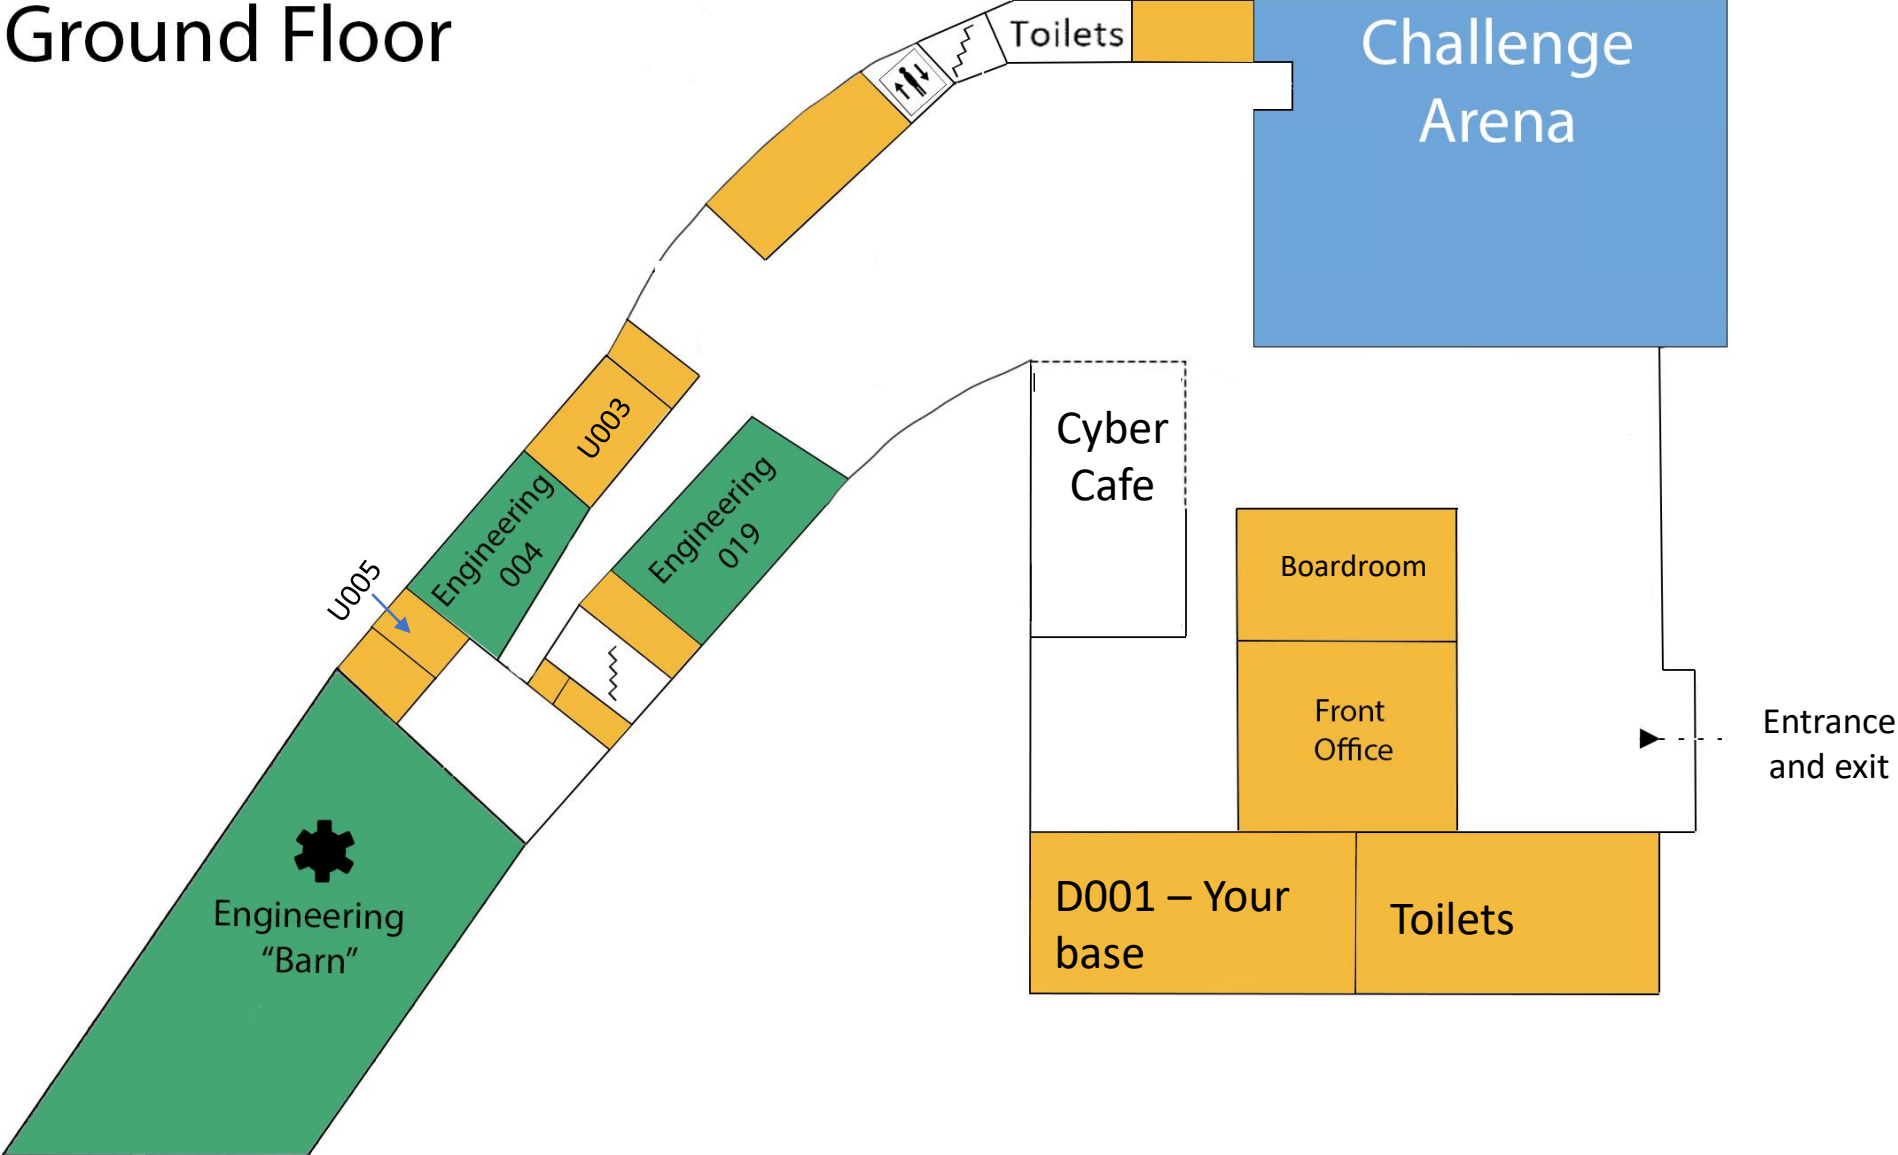 Ground Floor
Toilets
Challenge
Arena
U003
Cyber
Cafe
Engineering
004
Engineering
019
U005
Boardroom
Front
Office
Entrance
and exit
Engineering
“Barn”
D001 – Your
base
Toilets